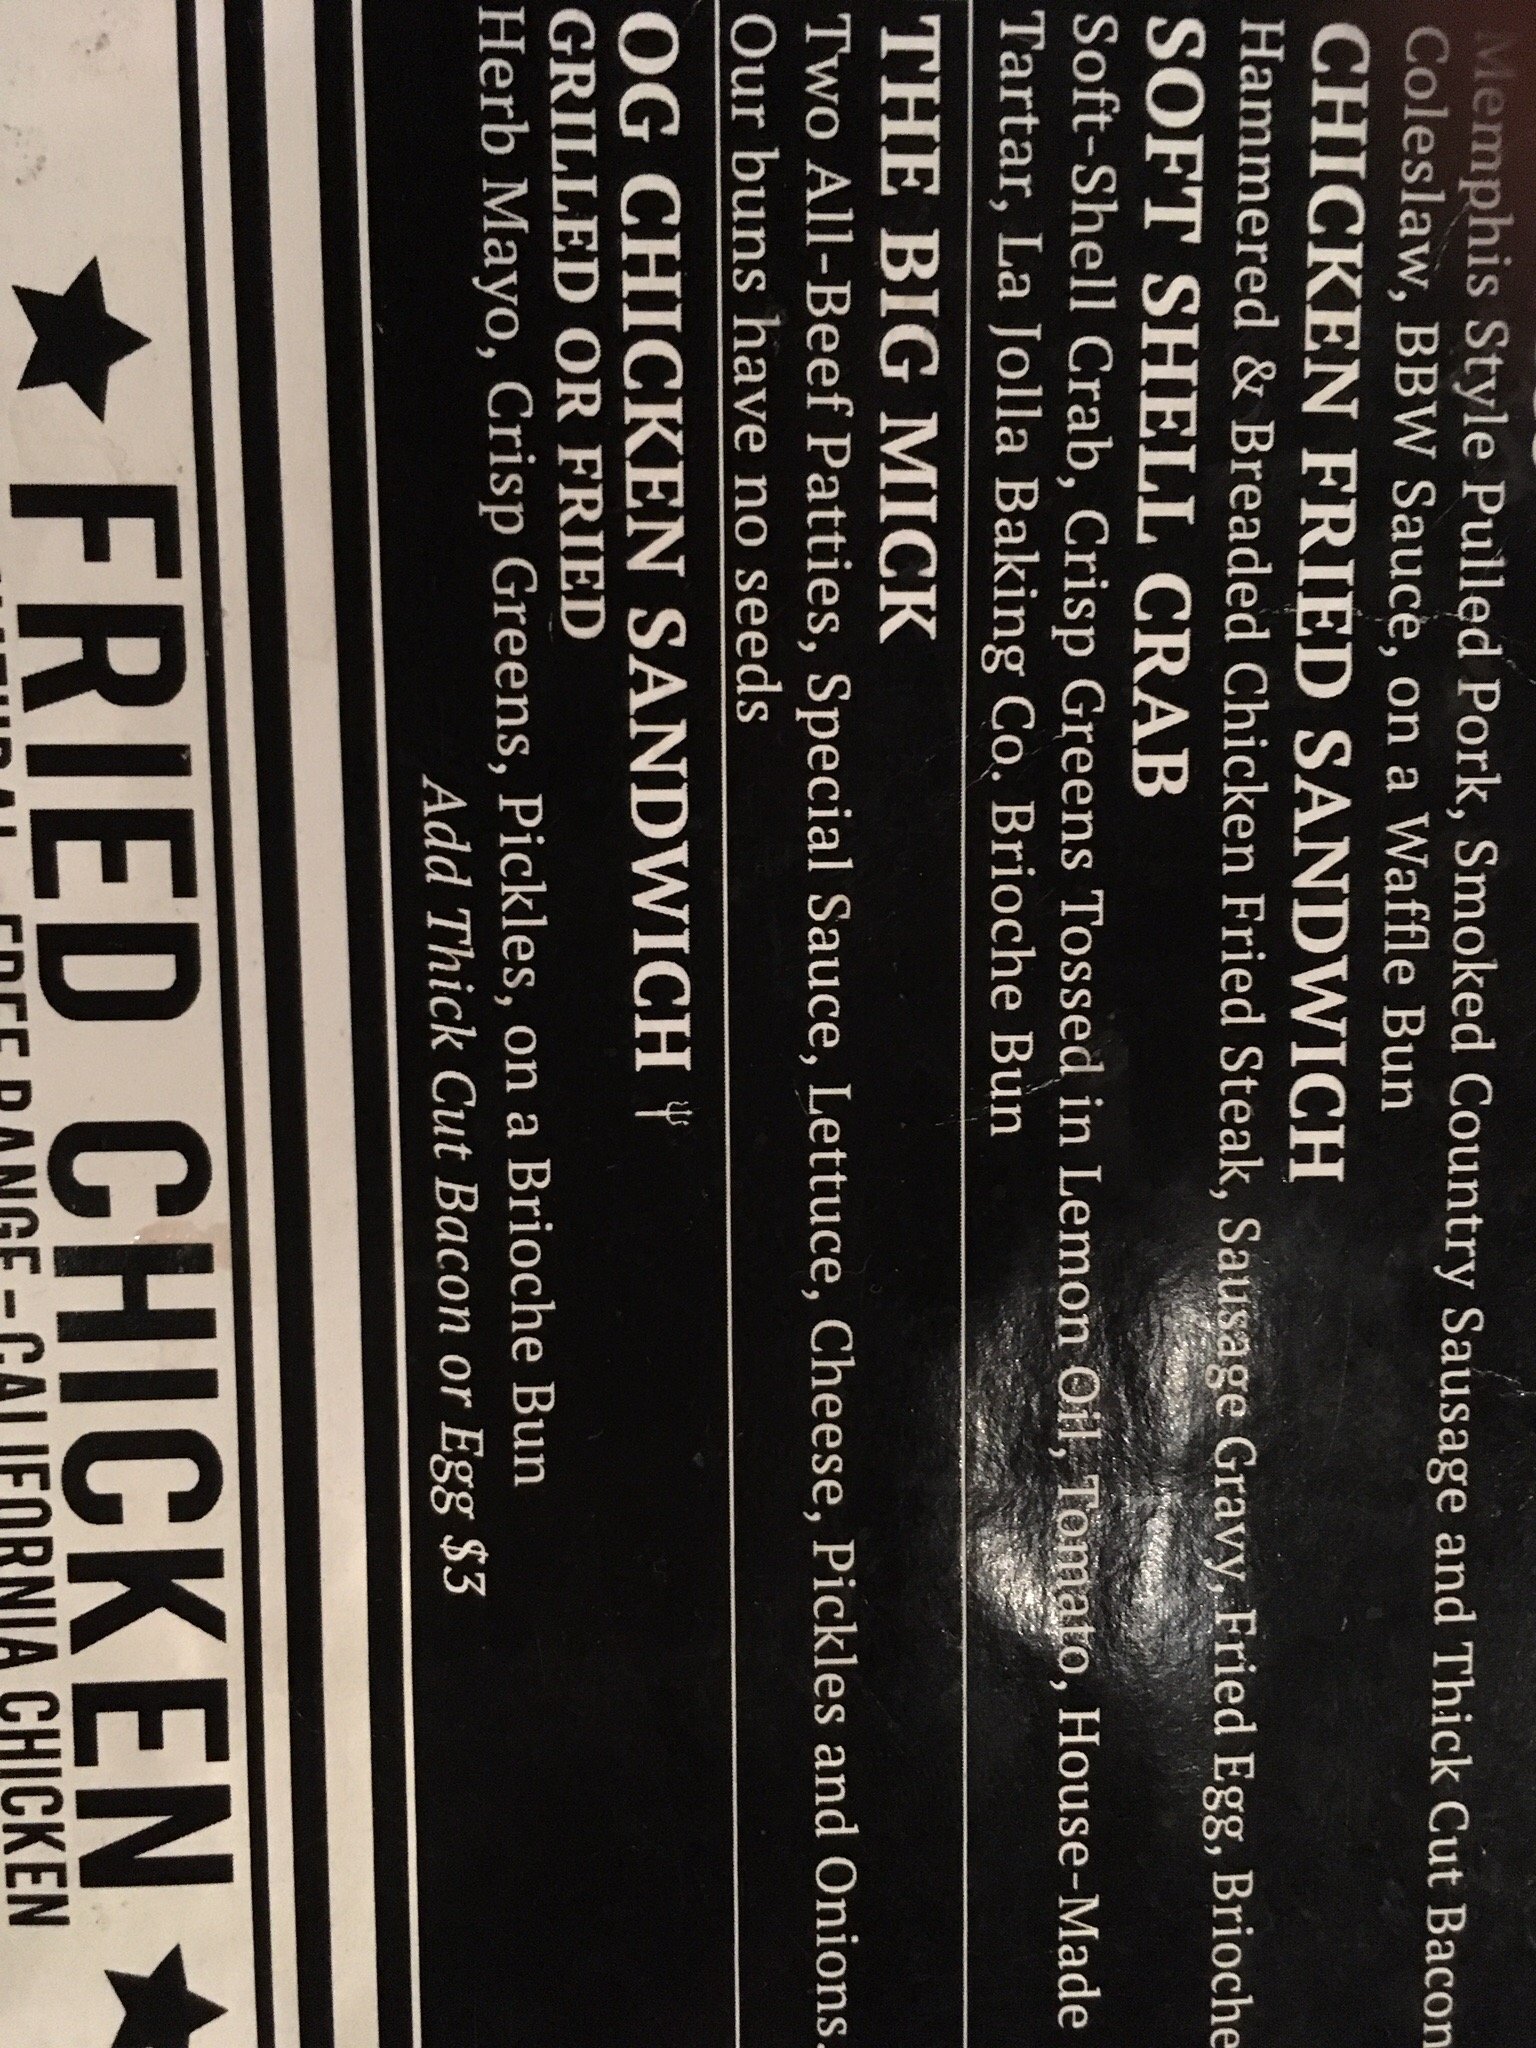 Memphis Style Pulled Pork, Smoked Country Sausage and Thick Cut Bacon
Coleslaw, BBW Sauce, on a Waffle Bun
CHICKEN FRIED SANDWICH
Hammered & Breaded Chicken Fried Steak, Sausage Gravy, Fried Egg, Brioche
SOFT SHELL CRAB
Soft-Shell Crab, Crisp Greens Tossed in Lemon Oil, Tomato, House-Made
Tartar, La Jolla Baking Co. Brioche Bun
THE BIG MICK
Two All-Beef Patties, Special Sauce, Lettuce, Cheese, Pickles and Onions.
Our buns have no seeds
OG CHICKEN SANDWICH
GRILLED OR FRIED
Herb Mayo, Crisp Greens, Pickles, on a Brioche Bun
Add Thick Cut Bacon or Egg $3
FRIED CHICKEN
FREE RANGE-CALIFORNIA CHICKEN